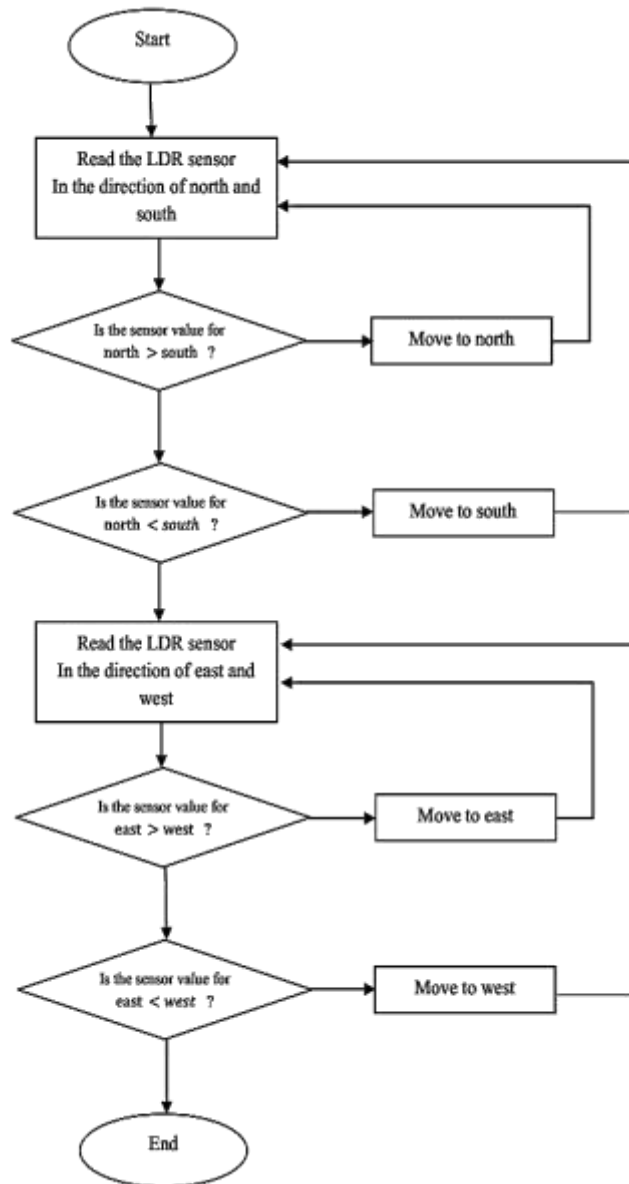 Start
Read the LDR sensor
In the direction of north and
south
Is the sensor value for
north > south ?
Move to north
Is the sensor value for
north < south ?
Move to south
Read the LDR sensor
In the direction of east and
west
Is the sensor value for
east > west ?
Move to east
Is the sensor value for
east < west ?
Move to west
End